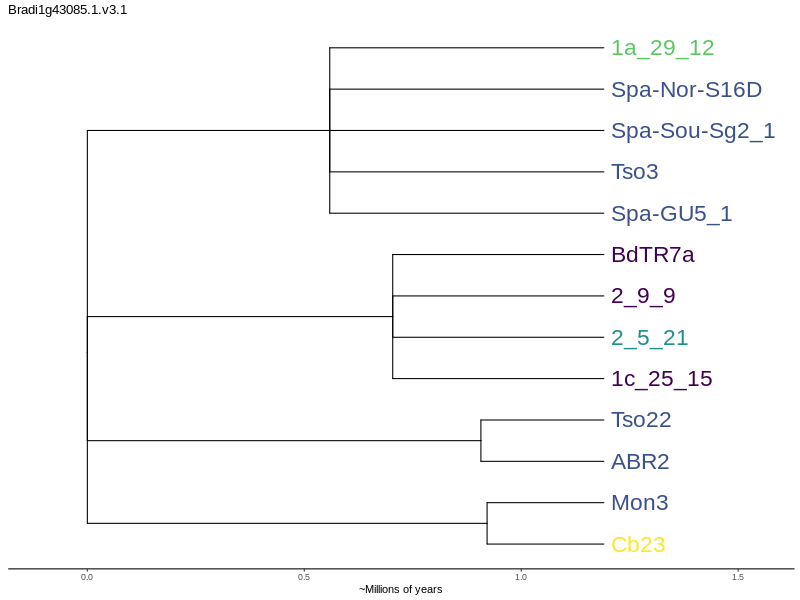 Bradi1g43085.1.v3.1
1a_29_12
Spa-Nor-S16D
Spa-Sou-Sg2_1
Tso3
Spa-GU5_1
BdTR7a
2_9_9
2_5_21
1c_25_15
Tso22
ABR2
Mon3
Cb23
0.0 0.5 1.0 1.5
~Millions of years